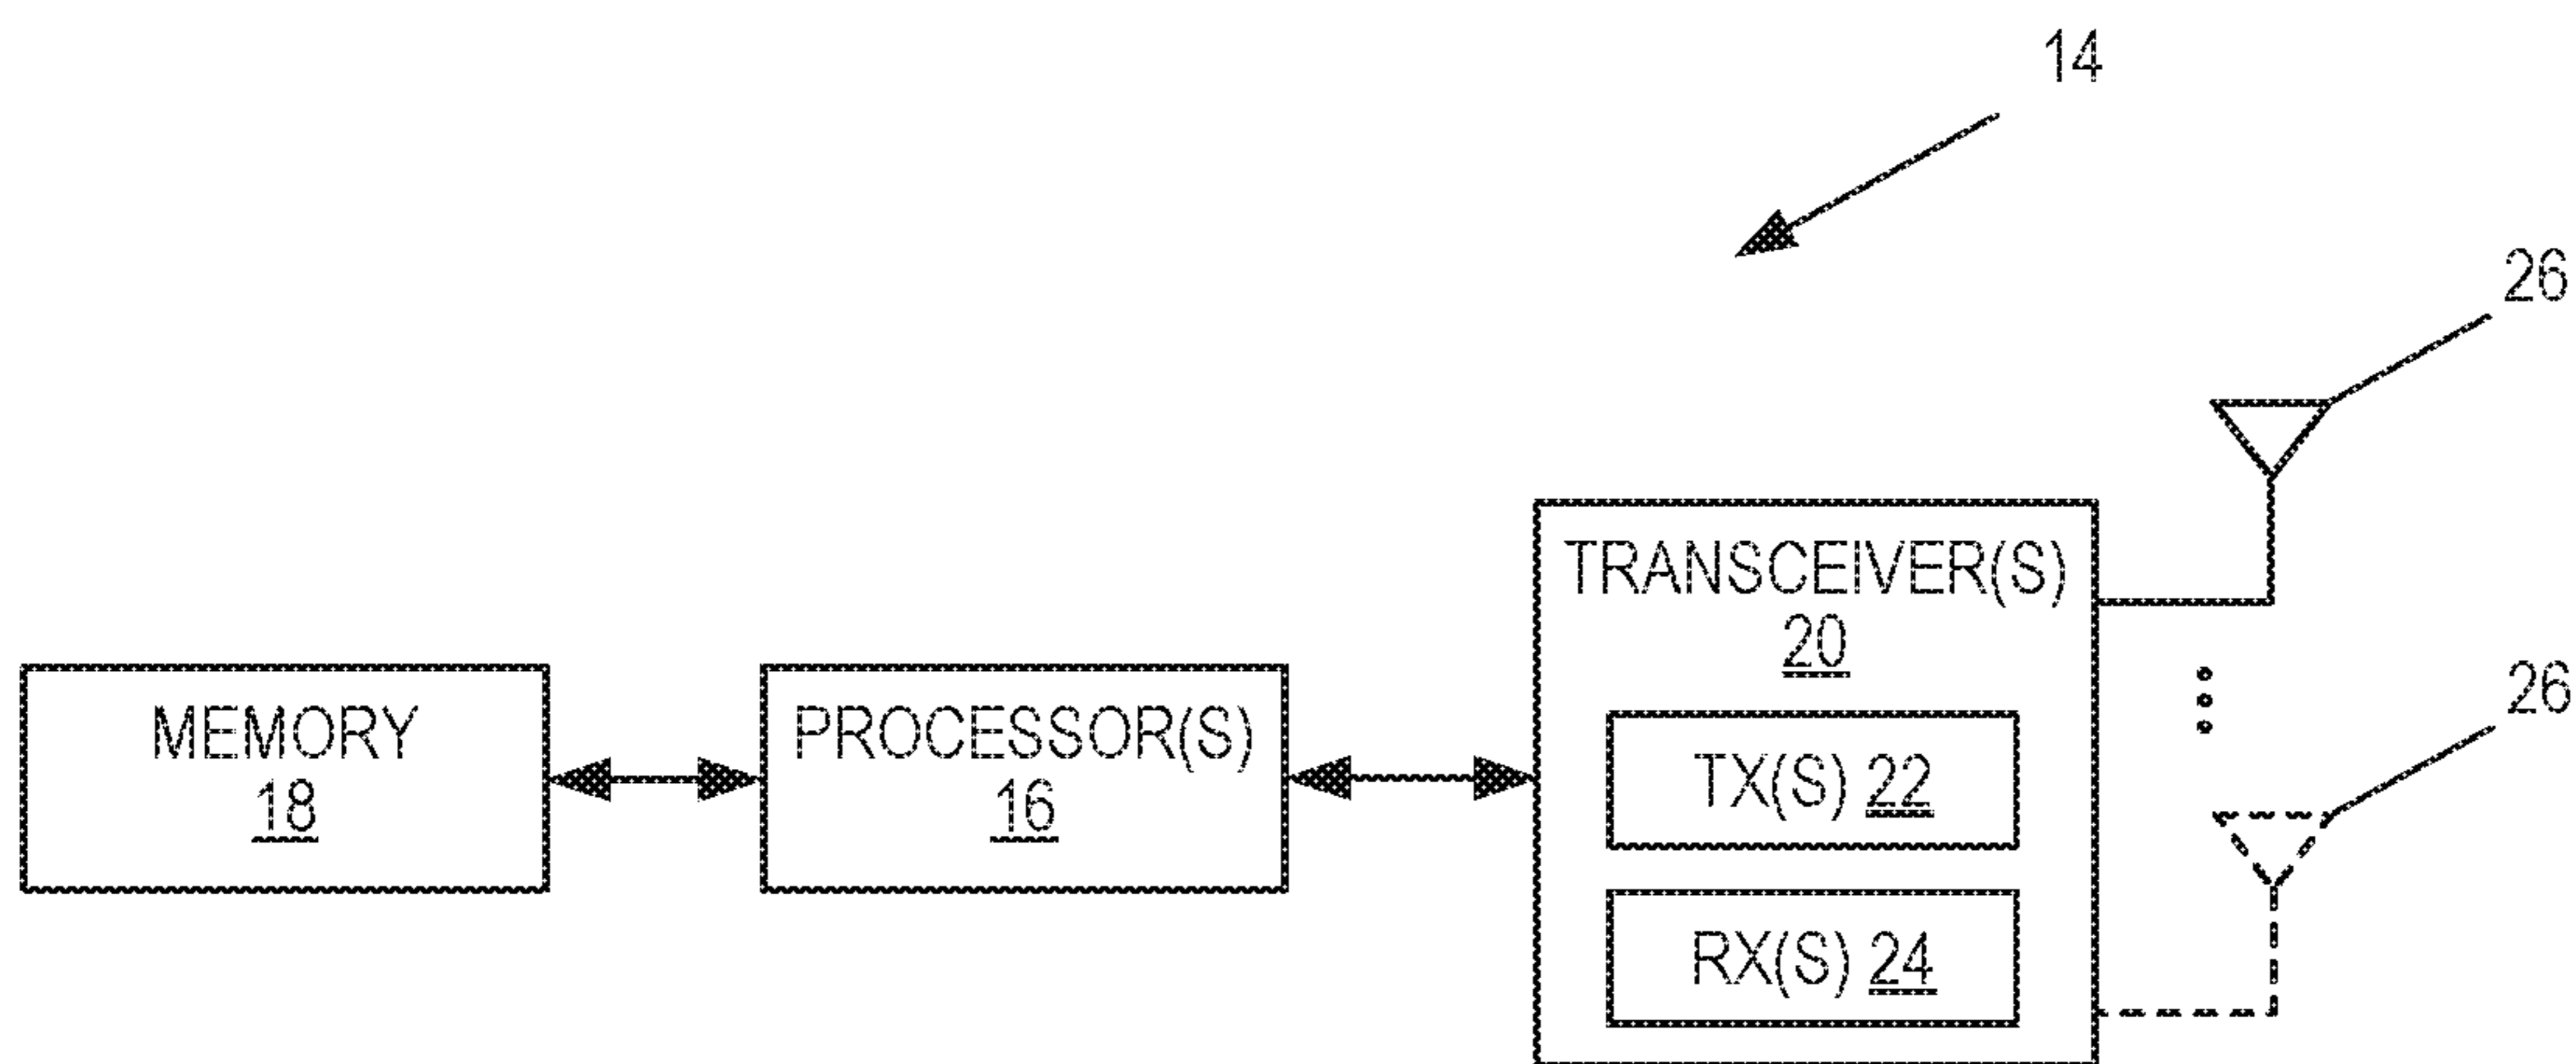 14
26
TRANSCEIVER(S)
20
26
MEMORY
18
PROCESSOR(S)
16
TX(S) 22
RX(S) 24